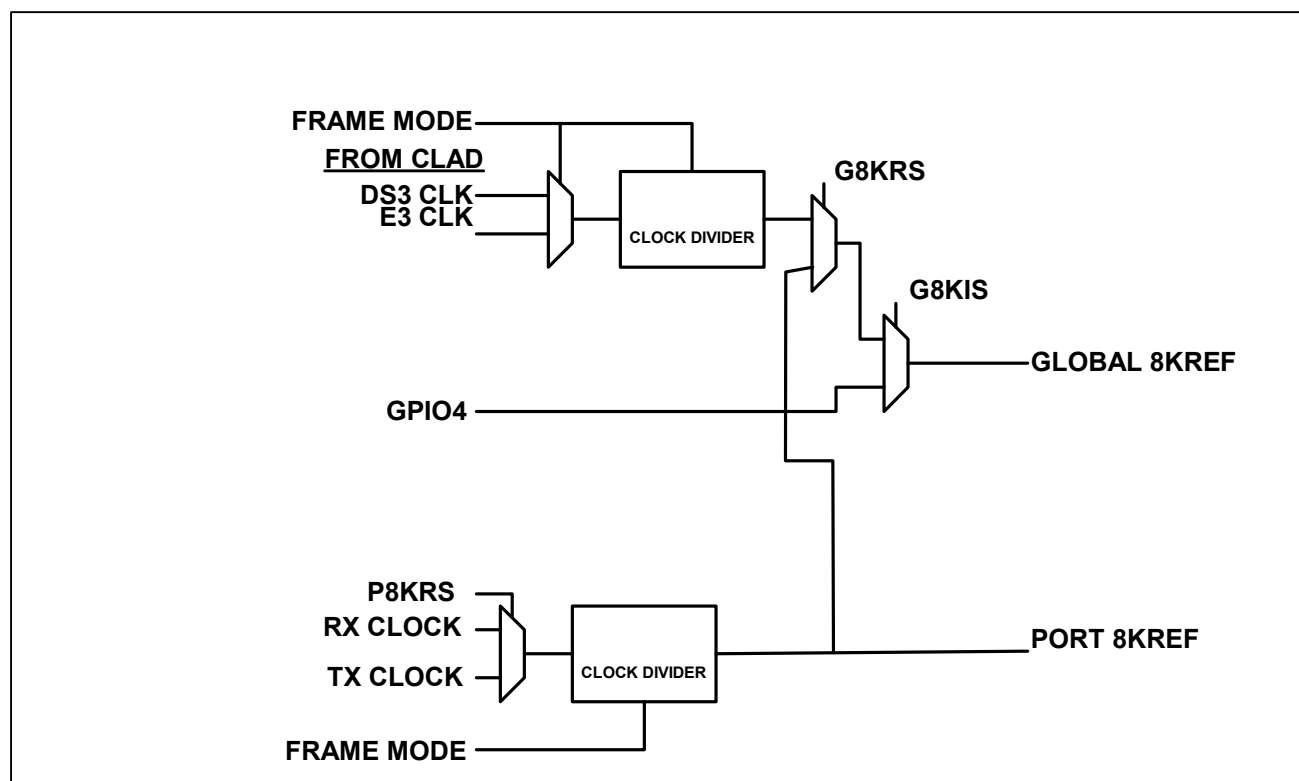 FRAME MODE
FROM CLAD
DS3 CLK
E3 CLK
CLOCK DIVIDER
G8KRS
G8KIS
GLOBAL 8KREF
GPIO4
P8KRS
RX CLOCK
TX CLOCK
CLOCK DIVIDER
PORT 8KREF
FRAME MODE